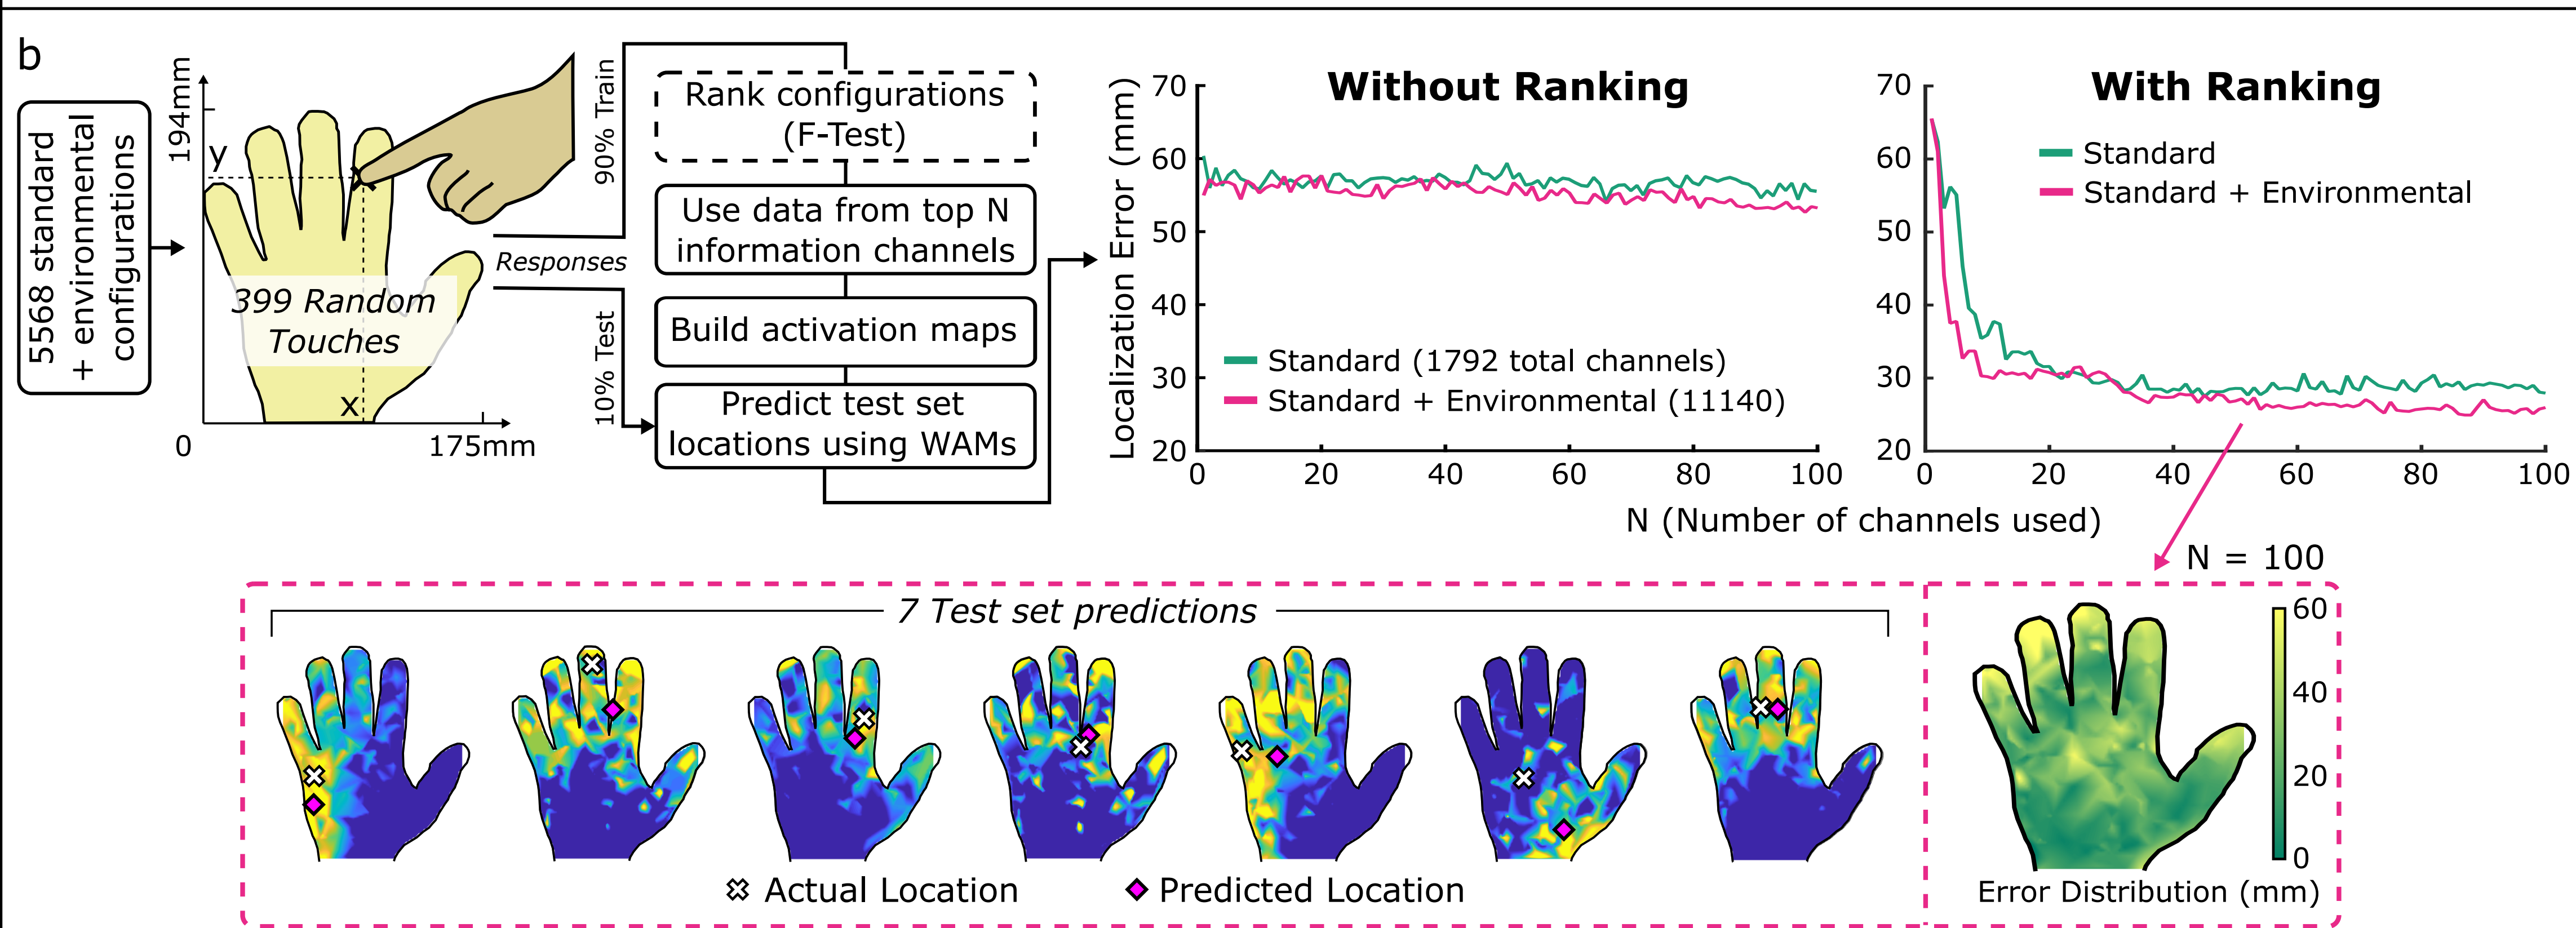 b
5568 standard
+ environmental
configurations
194mm
y
399 Random
Touches
x
0
175mm
Responses
90% Train
10% Test
Rank configurations
(F-Test)
Use data from top N
information channels
Build activation maps
Predict test set
locations using WAMs
Localization Error (mm)
70
60
50
40
30
20
Without Ranking
Standard (1792 total channels)
Standard + Environmental (11140)
0
20
40
60
80
100
70
60
50
40
30
20
With Ranking
Standard
Standard + Environmental
0
20
40
60
80
100
N (Number of channels used)
N = 100
7 Test set predictions
Actual Location
Predicted Location
60
40
20
0
Error Distribution (mm)